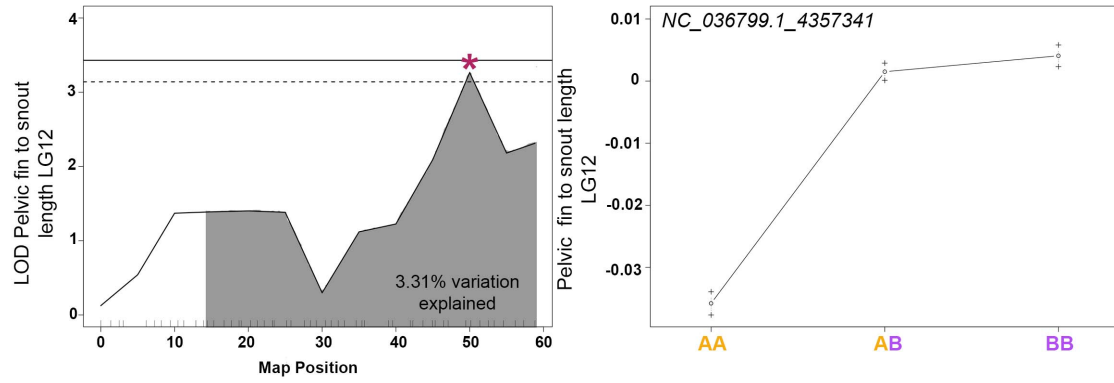 LOD Pelvic fin to snout
length LG12
4
3
2
1
0
*
3.31% variation
explained
0 10 20 30 40 50 60
Map Position
Pelvic fin to snout length
LG12
NC_036799.1_4357341
0.01
0
-0.01
-0.02
-0.03
AA AB BB